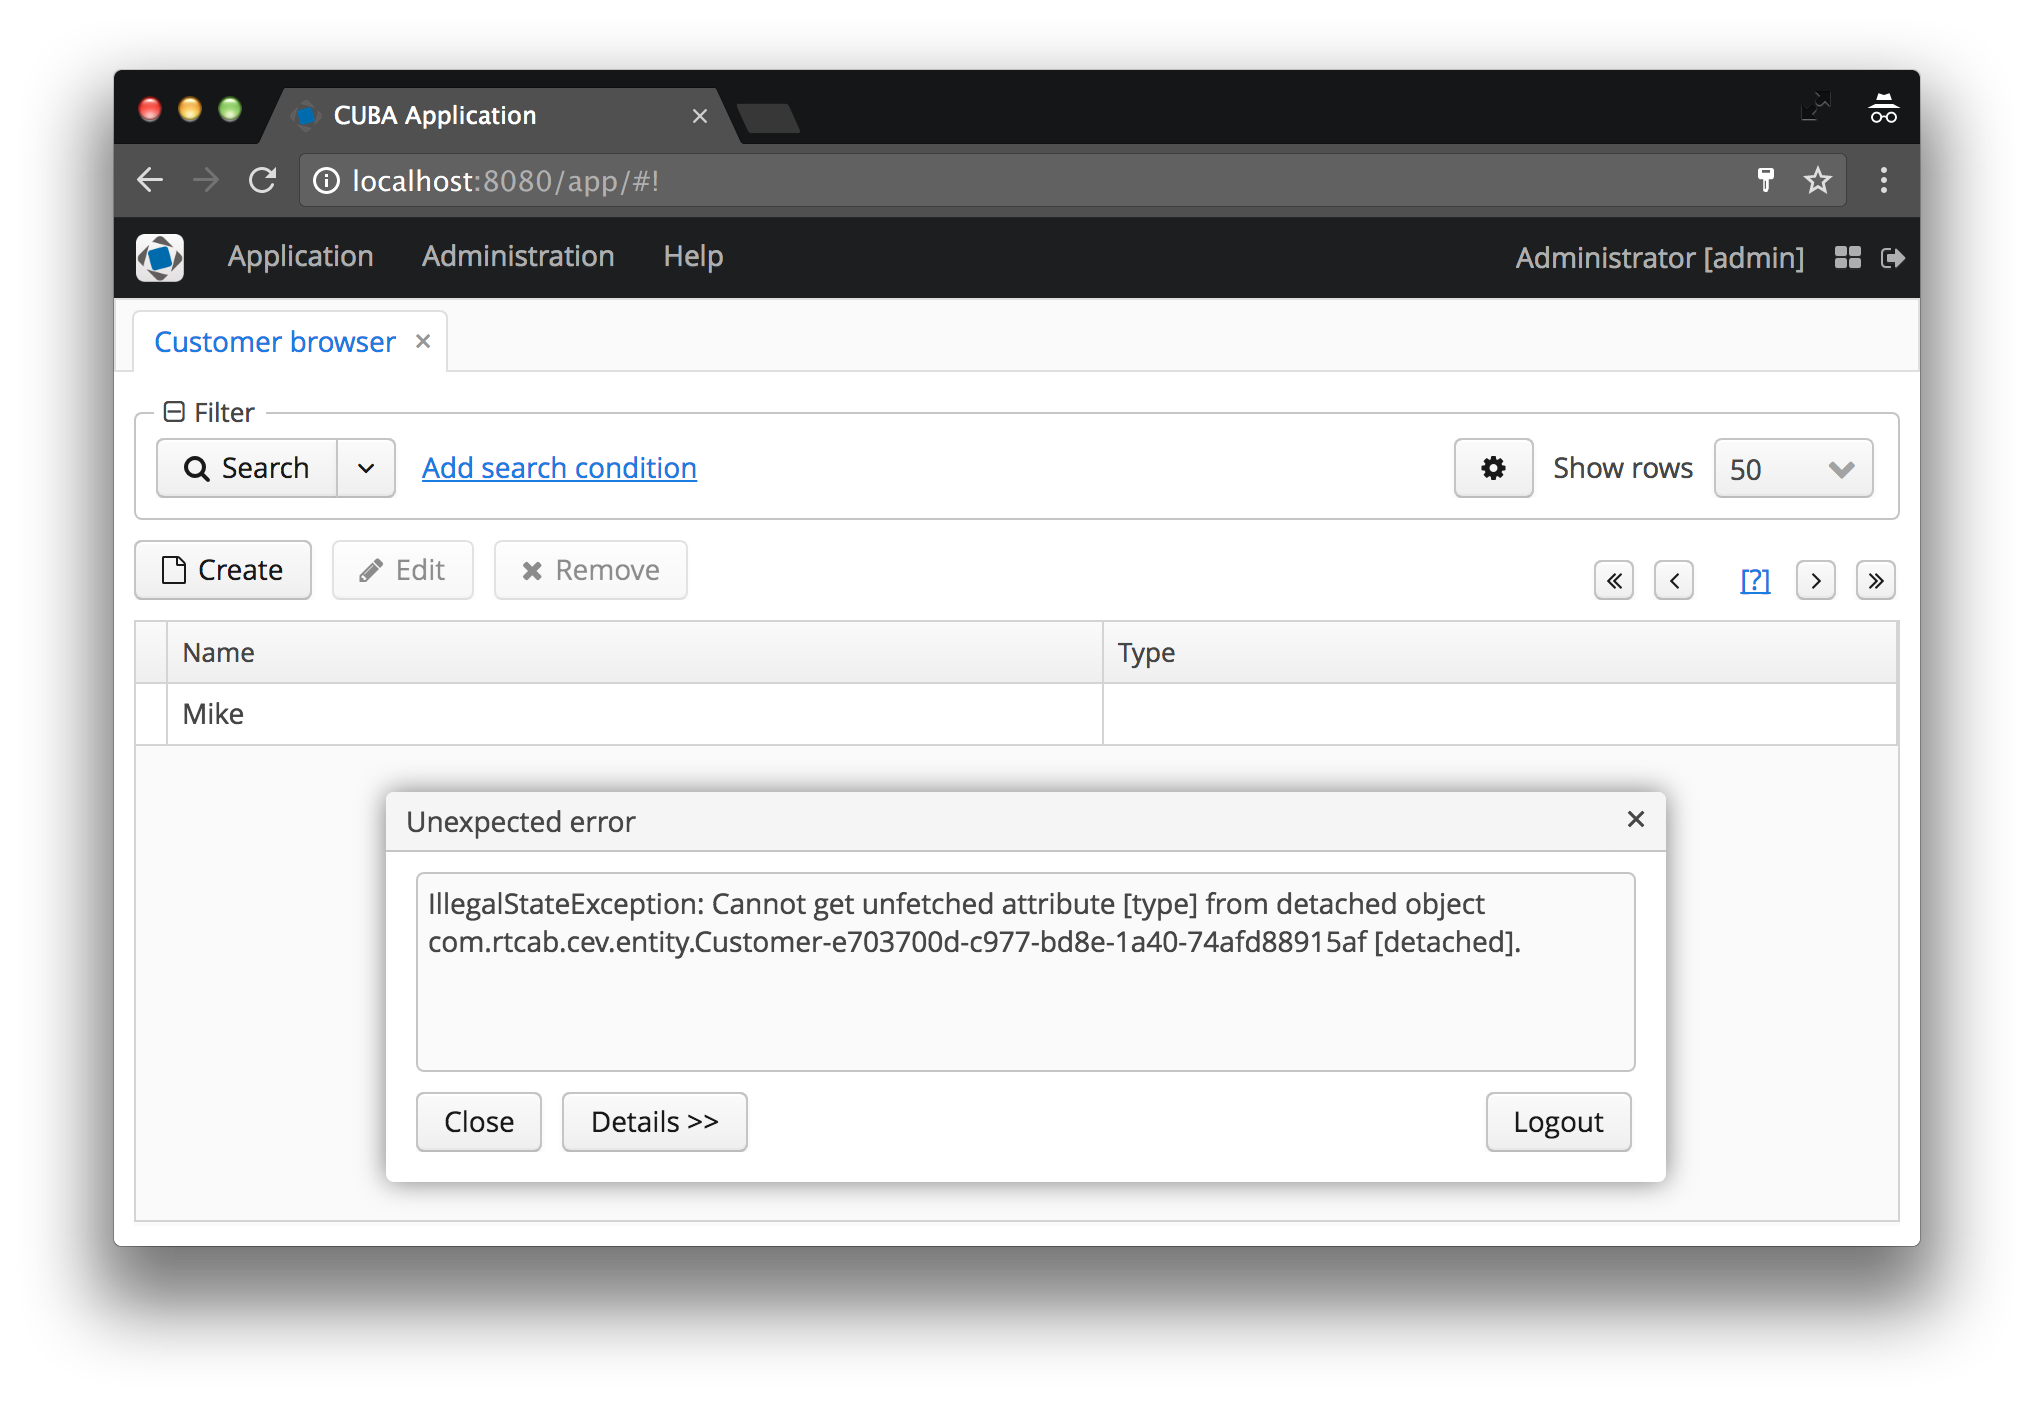 CUBA Application
localhost:8080/app/#!
Application Administration Help Administrator [admin]
Customer browser
Filter
Search Add search condition Show rows 50
Create Edit Remove [?]
Name Type
Mike
Unexpected error
IllegalStateException: Cannot get unfetched attribute [type] from detached object
com.rtcab.cev.entity.Customer-e703700d-c977-bd8e-1a40-74afd88915af [detached].
Close Details >> Logout